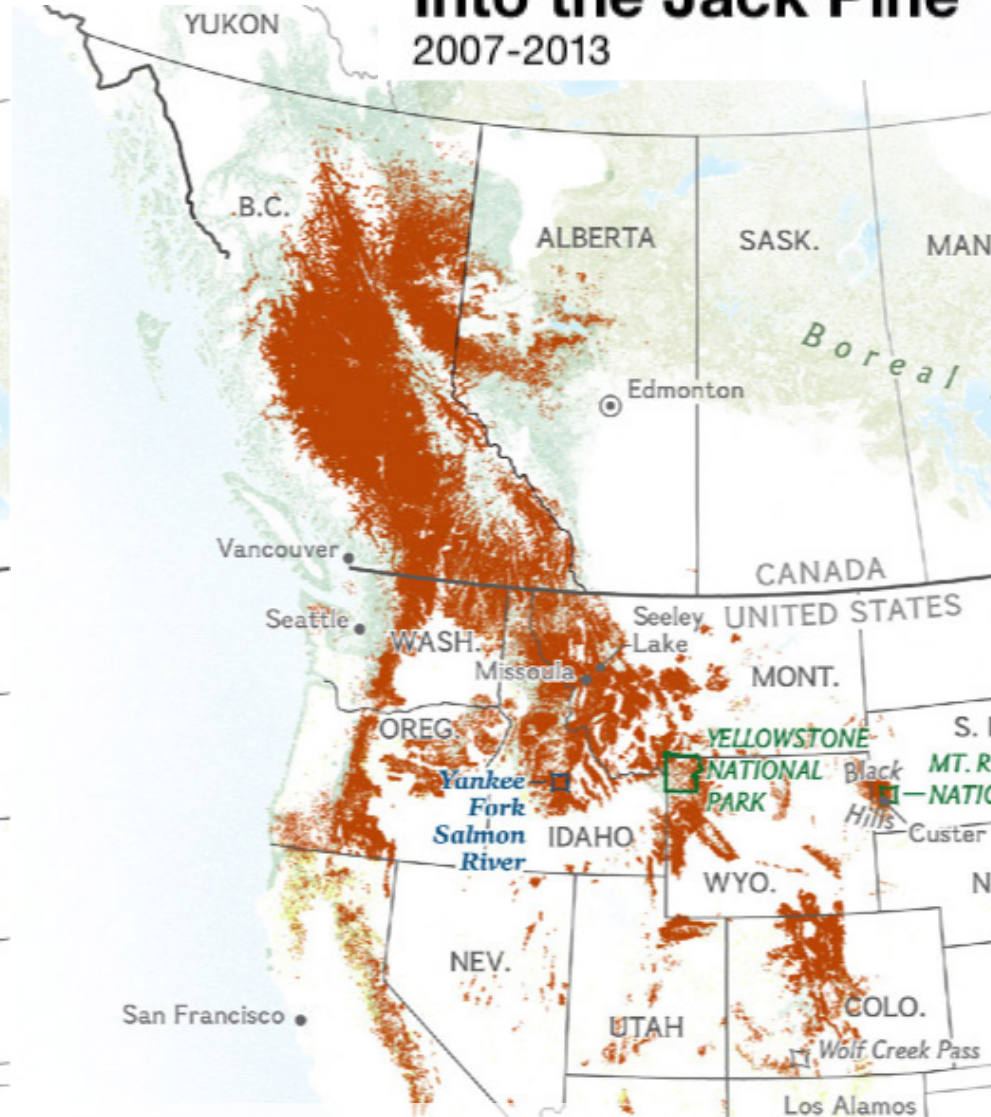 Into the Jack Pine
2007-2013
YUKON
B.C.
ALBERTA
SASK.
MAN
Boreal
Edmonton
Vancouver
CANADA
UNITED STATES
Seattle
Seeley
Lake
WASH.
Missoula
MONT.
OREG.
S.
YELLOWSTONE
NATIONAL
PARK
Black
Hills
MT. R
NATIO
Yankee
Fork
Salmon
River
IDAHO
Custer
WYO.
N
NEV.
San Francisco
UTAH
COLO.
Wolf Creek Pass
Los Alamos